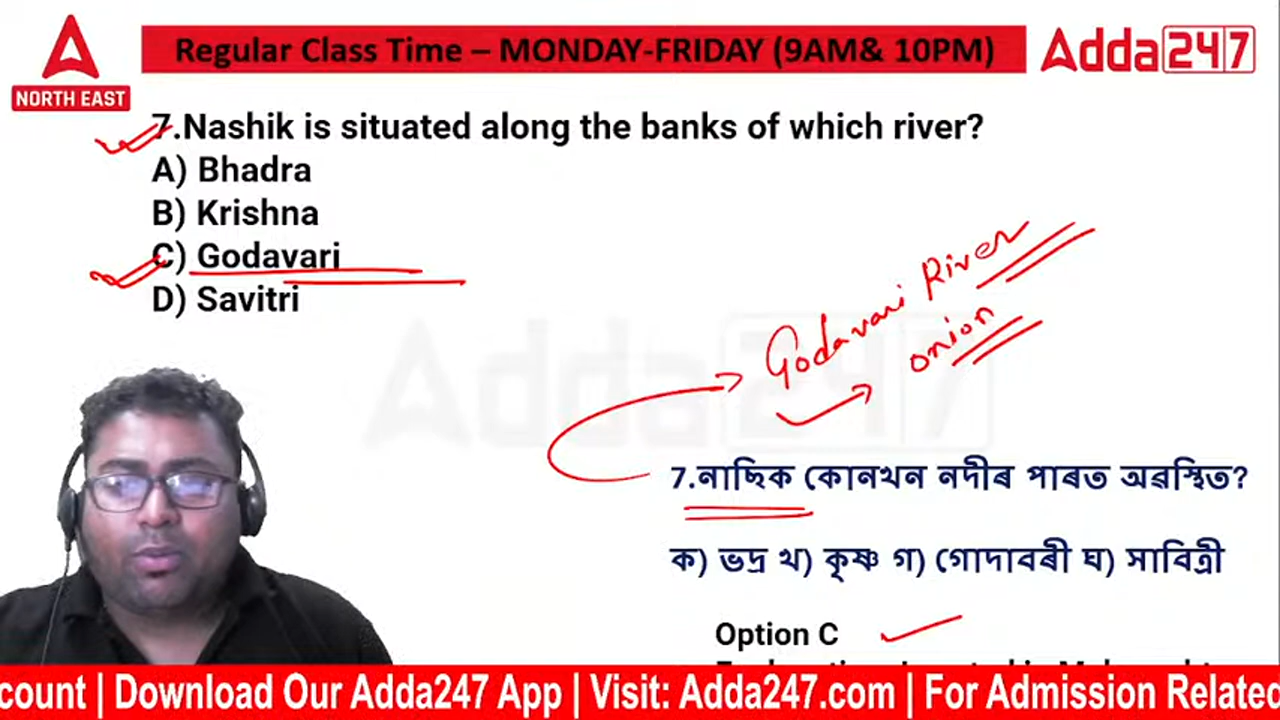 Regular Class Time – MONDAY-FRIDAY (9AM& 10PM)
Adda247
NORTH EAST
7.Nashik is situated along the banks of which river?
A) Bhadra
B) Krishna
C) Godavari
D) Savitri
Godavari River
onion
Adda247
7.নাছিক কোনখন নদীৰ পাৰত অৱস্থিত?
ক) ভদ্ৰ খ) কৃষ্ণ গ) গোদাবৰী ঘ) সাবিত্ৰী
Option C
count | Download Our Adda247 App | Visit: Adda247.com | For Admission Related